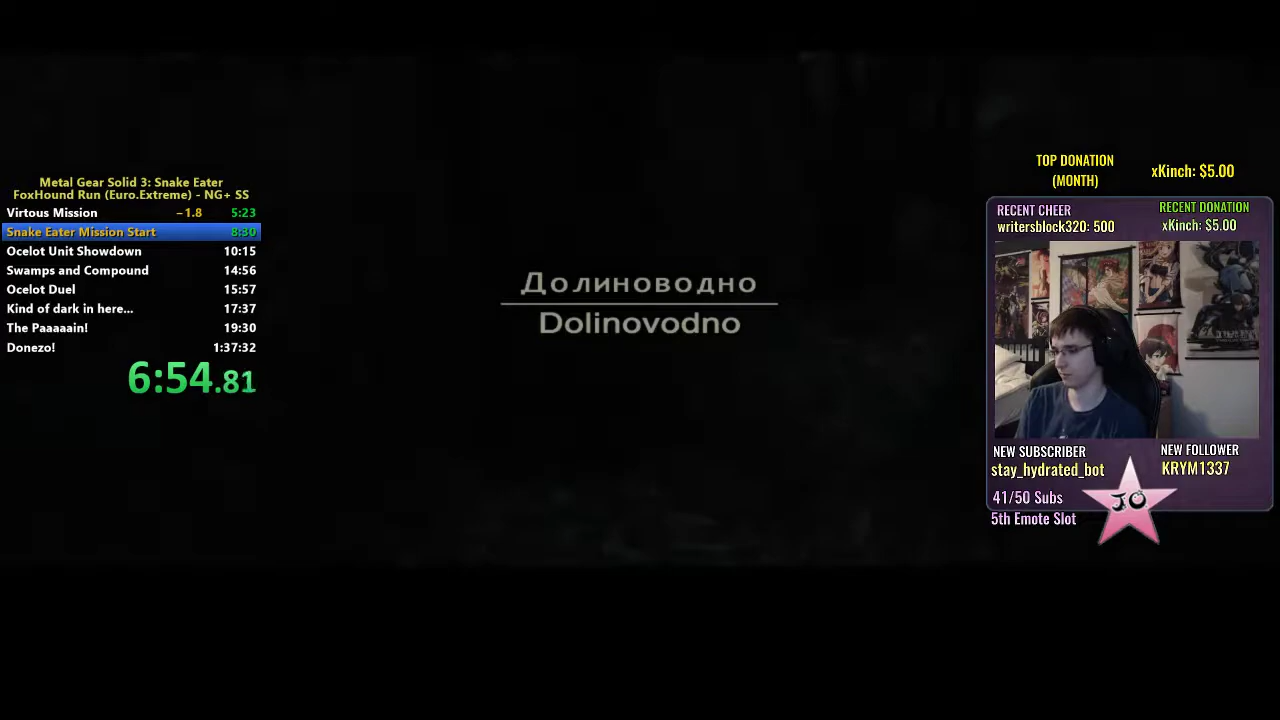 Metal Gear Solid 3: Snake Eater
FoxHound Run (Euro.Extreme) - NG+ SS
Virtous Mission −1.8 5:23
Snake Eater Mission Start 8:30
Ocelot Unit Showdown 10:15
Swamps and Compound 14:56
Ocelot Duel 15:57
Kind of dark in here... 17:37
The Paaaaain! 19:30
Donezo! 1:37:32
6:54.81
Долиноводно
Dolinovodno
TOP DONATION
(MONTH)
xKinch: $5.00
RECENT CHEER
writersblock320: 500
RECENT DONATION
xKinch: $5.00
NEW SUBSCRIBER
stay_hydrated_bot
NEW FOLLOWER
KRYM1337
41/50 Subs
5th Emote Slot
JO